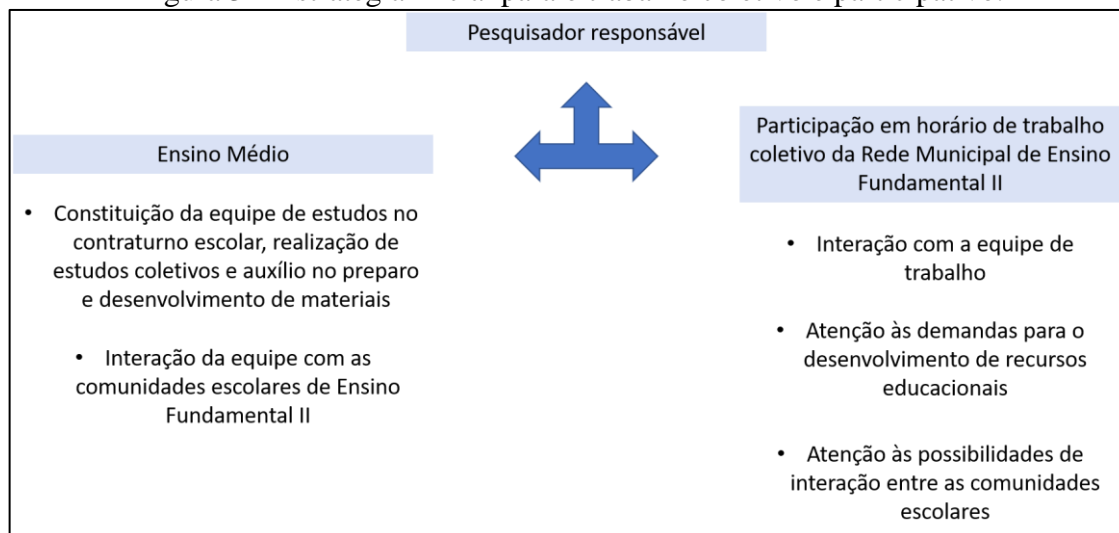 Pesquisador responsável
Ensino Médio
• Constituição da equipe de estudos no
contraturno escolar, realização de
estudos coletivos e auxílio no preparo
e desenvolvimento de materiais
• Interação da equipe com as
comunidades escolares de Ensino
Fundamental II
Participação em horário de trabalho
coletivo da Rede Municipal de Ensino
Fundamental II
• Interação com a equipe de
trabalho
• Atenção às demandas para o
desenvolvimento de recursos
educacionais
• Atenção às possibilidades de
interação entre as comunidades
escolares